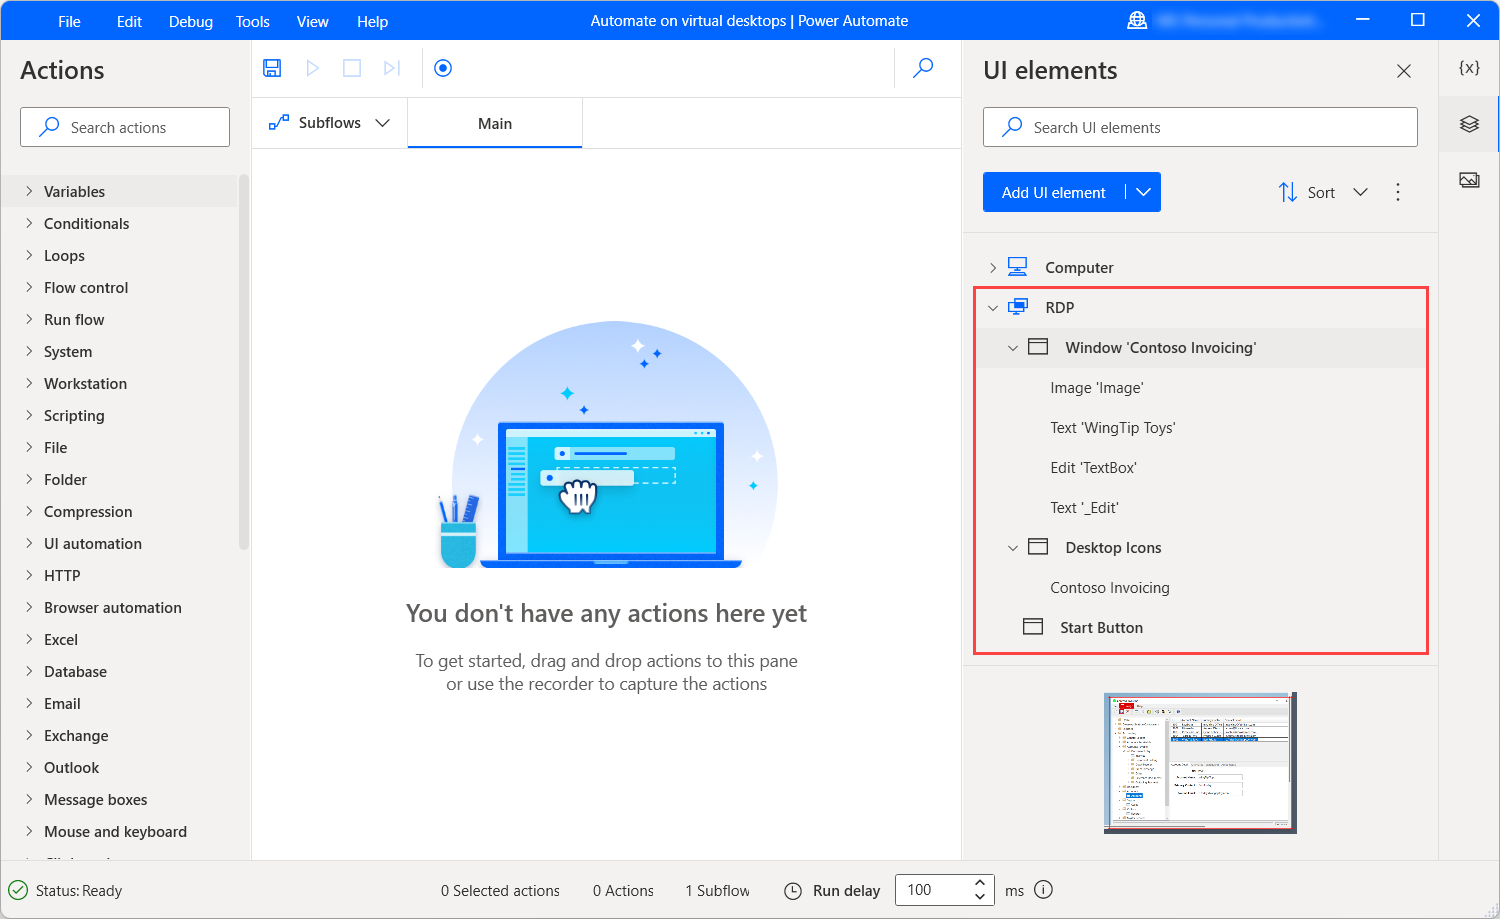 File Edit Debug Tools View Help
Automate on virtual desktops | Power Automate
Actions
Search actions
Variables
Conditionals
Loops
Flow control
Run flow
System
Workstation
Scripting
File
Folder
Compression
UI automation
HTTP
Browser automation
Excel
Database
Email
Exchange
Outlook
Message boxes
Mouse and keyboard
Subflows
Main
You don't have any actions here yet
To get started, drag and drop actions to this pane
or use the recorder to capture the actions
UI elements
{x}
Search UI elements
Add UI element
Sort
Computer
RDP
Window 'Contoso Invoicing'
Image 'Image'
Text 'WingTip Toys'
Edit 'TextBox'
Text '_Edit'
Desktop Icons
Contoso Invoicing
Start Button
Status: Ready
0 Selected actions
0 Actions
1 Subflow
Run delay
100
ms